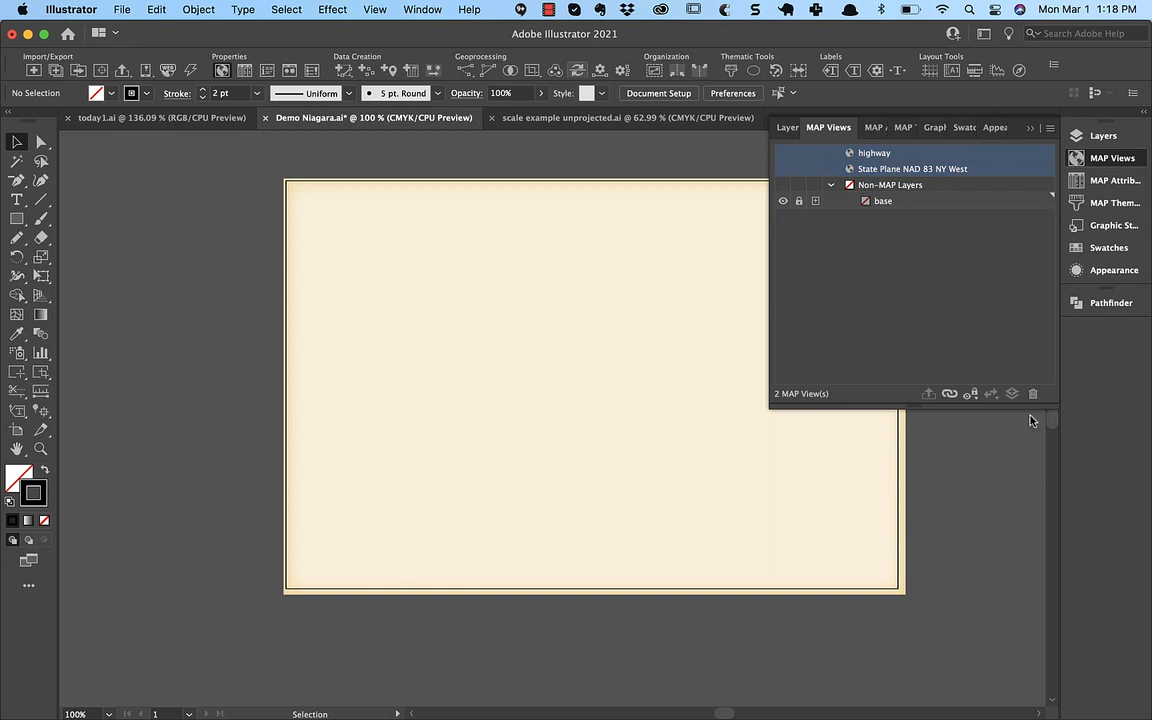 Illustrator File Edit Object Type Select Effect View Window Help Mon Mar 1 1:18 PM
Adobe Illustrator 2021
Search Adobe Help
Import/Export Properties Data Creation Geoprocessing Organization Thematic Tools Labels Layout Tools
No Selection Stroke: 2 pt Uniform 5 pt. Round Opacity: 100% Style: Document Setup Preferences
today1.ai @ 136.09 % (RGB/CPU Preview) Demo Niagara.ai* @ 100 % (CMYK/CPU Preview) scale example unprojected.ai @ 62.99 % (CMYK/CPU Preview)
Layer MAP Views MAP MAP Graph Swatc Appea
Layers
highway
MAP Views
State Plane NAD 83 NY West
MAP Attrib...
Non-MAP Layers
base
MAP Them...
Graphic St...
Swatches
Appearance
Pathfinder
2 MAP View(s)
100% 1 Selection